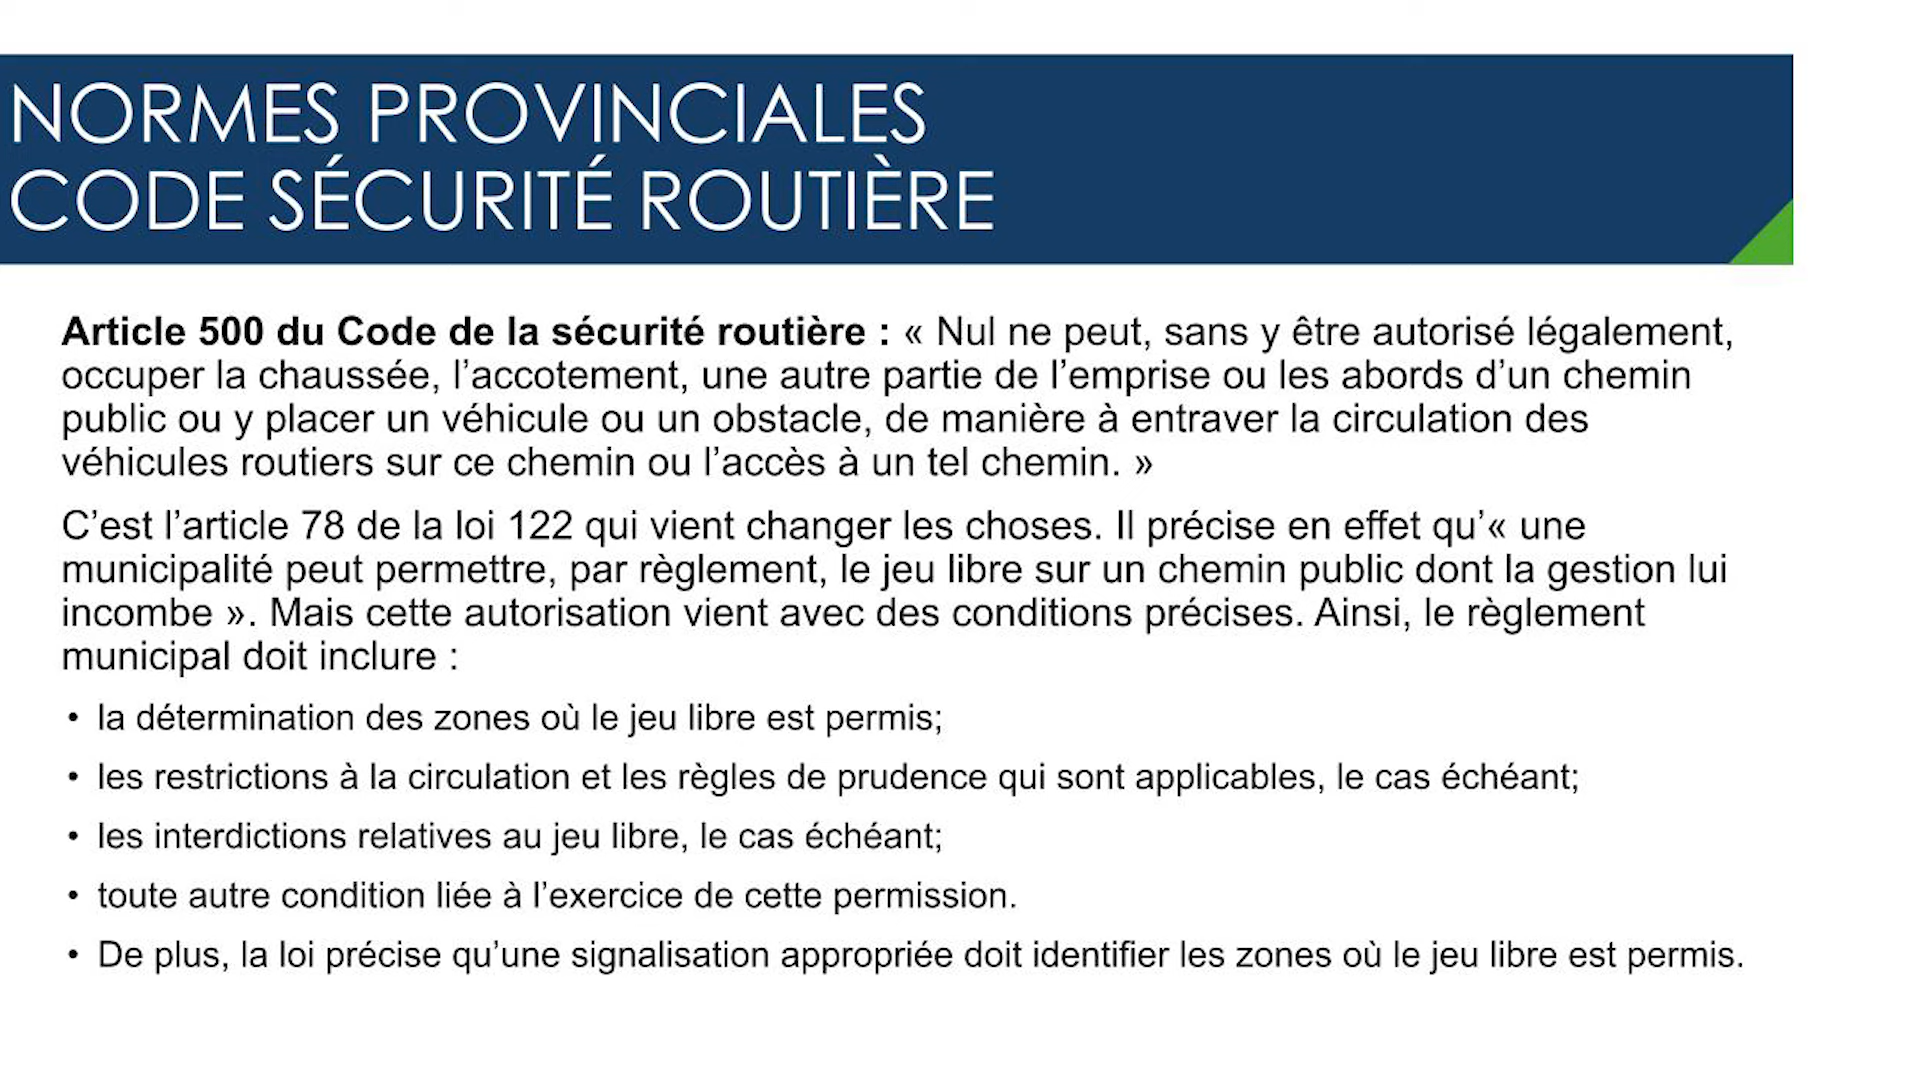 NORMES PROVINCIALES
CODE SÉCURITÉ ROUTIÈRE
Article 500 du Code de la sécurité routière : « Nul ne peut, sans y être autorisé légalement,
occuper la chaussée, l’accotement, une autre partie de l’emprise ou les abords d’un chemin
public ou y placer un véhicule ou un obstacle, de manière à entraver la circulation des
véhicules routiers sur ce chemin ou l’accès à un tel chemin. »
C’est l’article 78 de la loi 122 qui vient changer les choses. Il précise en effet qu’« une
municipalité peut permettre, par règlement, le jeu libre sur un chemin public dont la gestion lui
incombe ». Mais cette autorisation vient avec des conditions précises. Ainsi, le règlement
municipal doit inclure :
• la détermination des zones où le jeu libre est permis;
• les restrictions à la circulation et les règles de prudence qui sont applicables, le cas échéant;
• les interdictions relatives au jeu libre, le cas échéant;
• toute autre condition liée à l’exercice de cette permission.
• De plus, la loi précise qu’une signalisation appropriée doit identifier les zones où le jeu libre est permis.